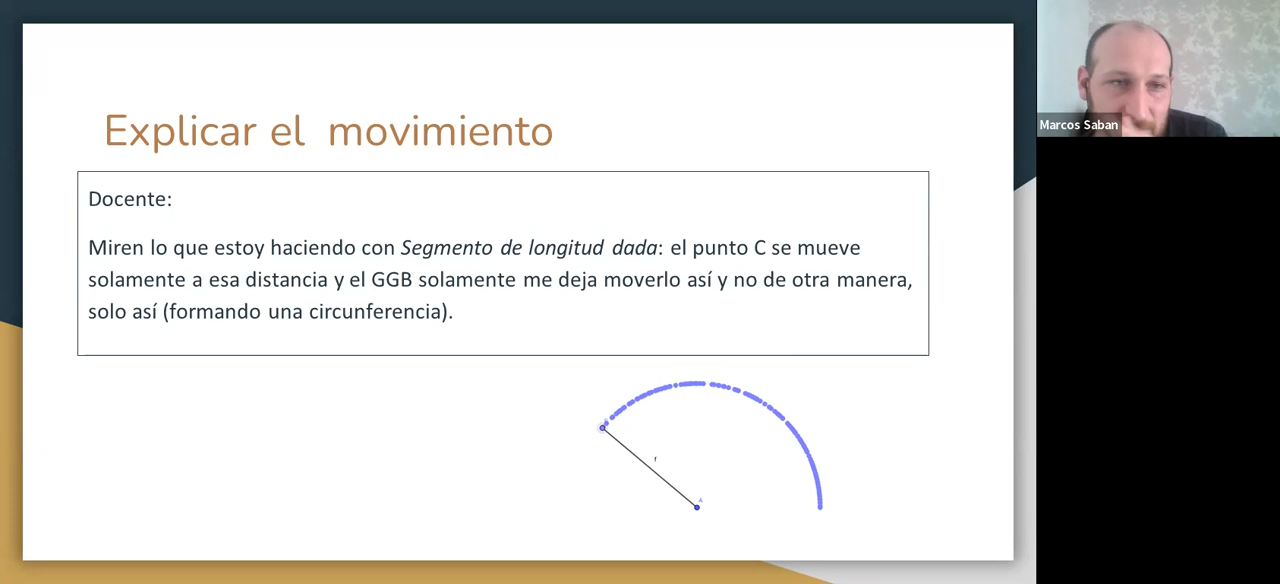 Explicar el movimiento
Marcos Saban
Docente:
Miren lo que estoy haciendo con Segmento de longitud dada: el punto C se mueve
solamente a esa distancia y el GGB solamente me deja moverlo así y no de otra manera,
solo así (formando una circunferencia).
f
A